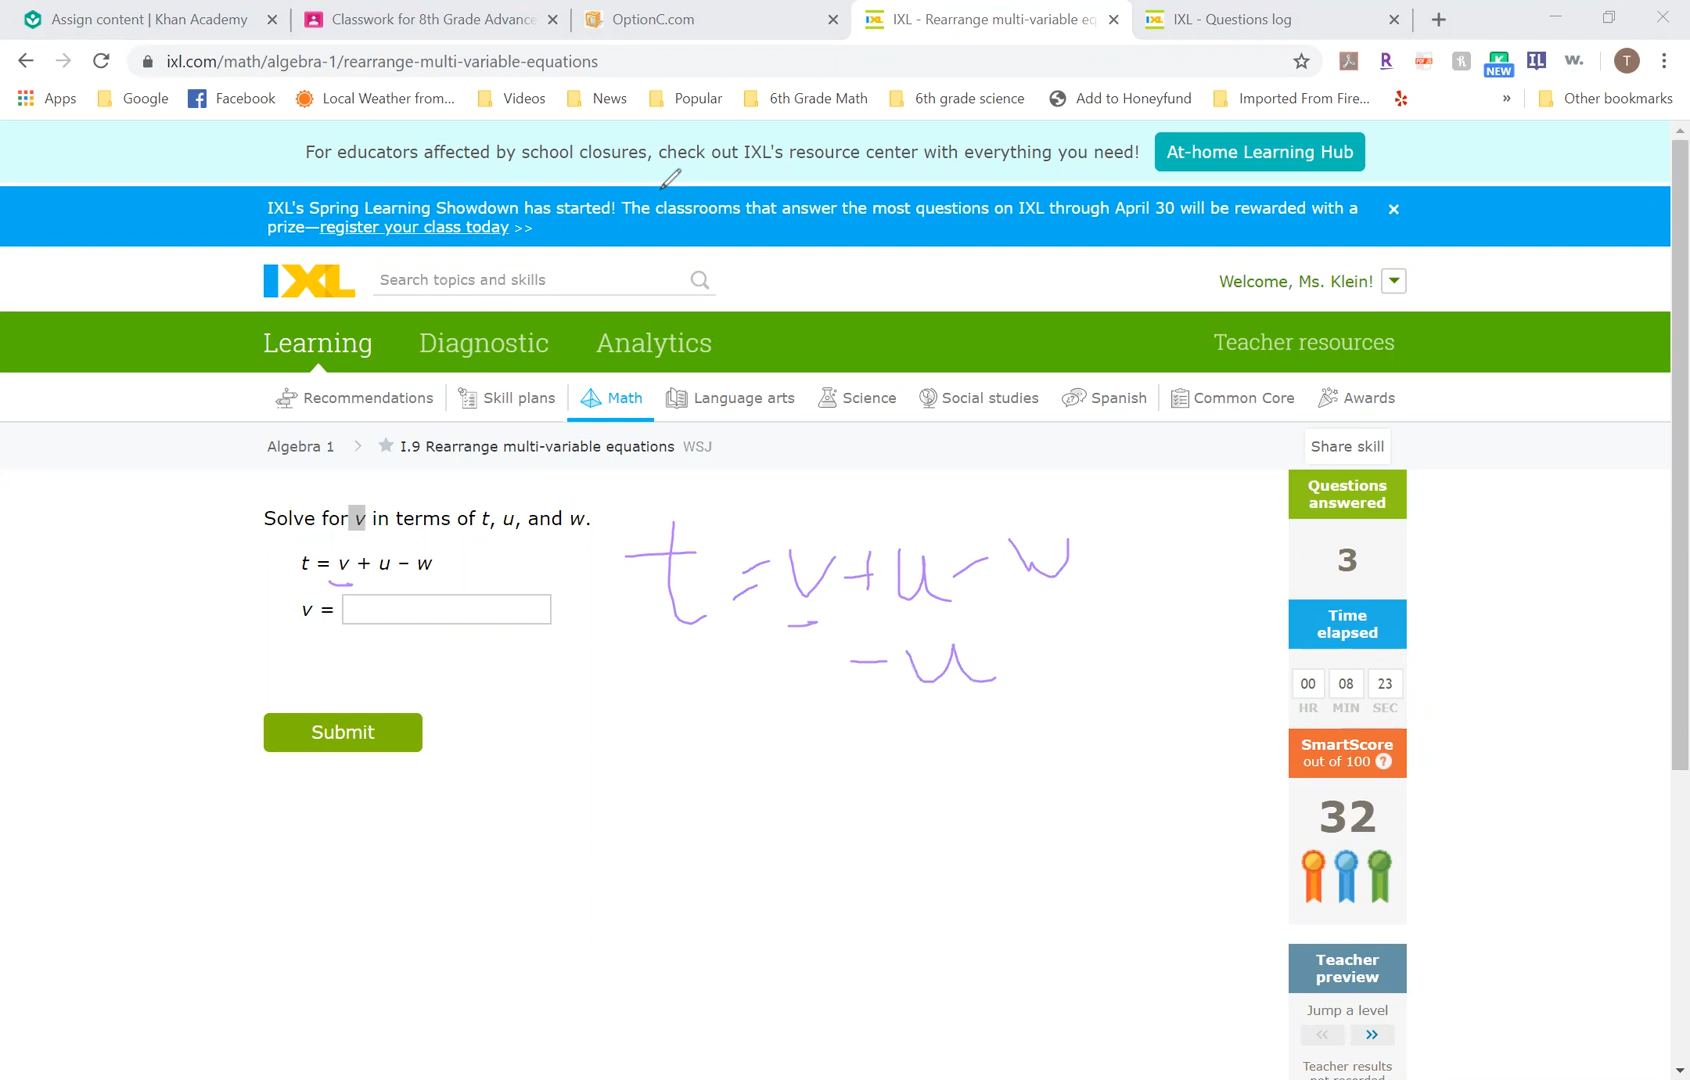 Assign content | Khan Academy
Classwork for 8th Grade Advance
OptionC.com
IXL - Rearrange multi-variable eq
IXL - Questions log
ixl.com/math/algebra-1/rearrange-multi-variable-equations
NEW
T
Apps
Google
Facebook
Local Weather from...
Videos
News
Popular
6th Grade Math
6th grade science
Add to Honeyfund
Imported From Fire...
»
Other bookmarks
For educators affected by school closures, check out IXL's resource center with everything you need!
At-home Learning Hub
IXL's Spring Learning Showdown has started! The classrooms that answer the most questions on IXL through April 30 will be rewarded with a
prize—register your class today >>
IXL
Search topics and skills
Welcome, Ms. Klein!
Learning
Diagnostic
Analytics
Teacher resources
Recommendations
Skill plans
Math
Language arts
Science
Social studies
Spanish
Common Core
Awards
Algebra 1
I.9 Rearrange multi-variable equations WSJ
Share skill
Solve for v in terms of t, u, and w.
t = v + u − w
v =
Submit
t = v + u − w
− u
Questions
answered
3
Time
elapsed
00 08 23
HR MIN SEC
SmartScore
out of 100 ?
32
Teacher
preview
Jump a level
Teacher results